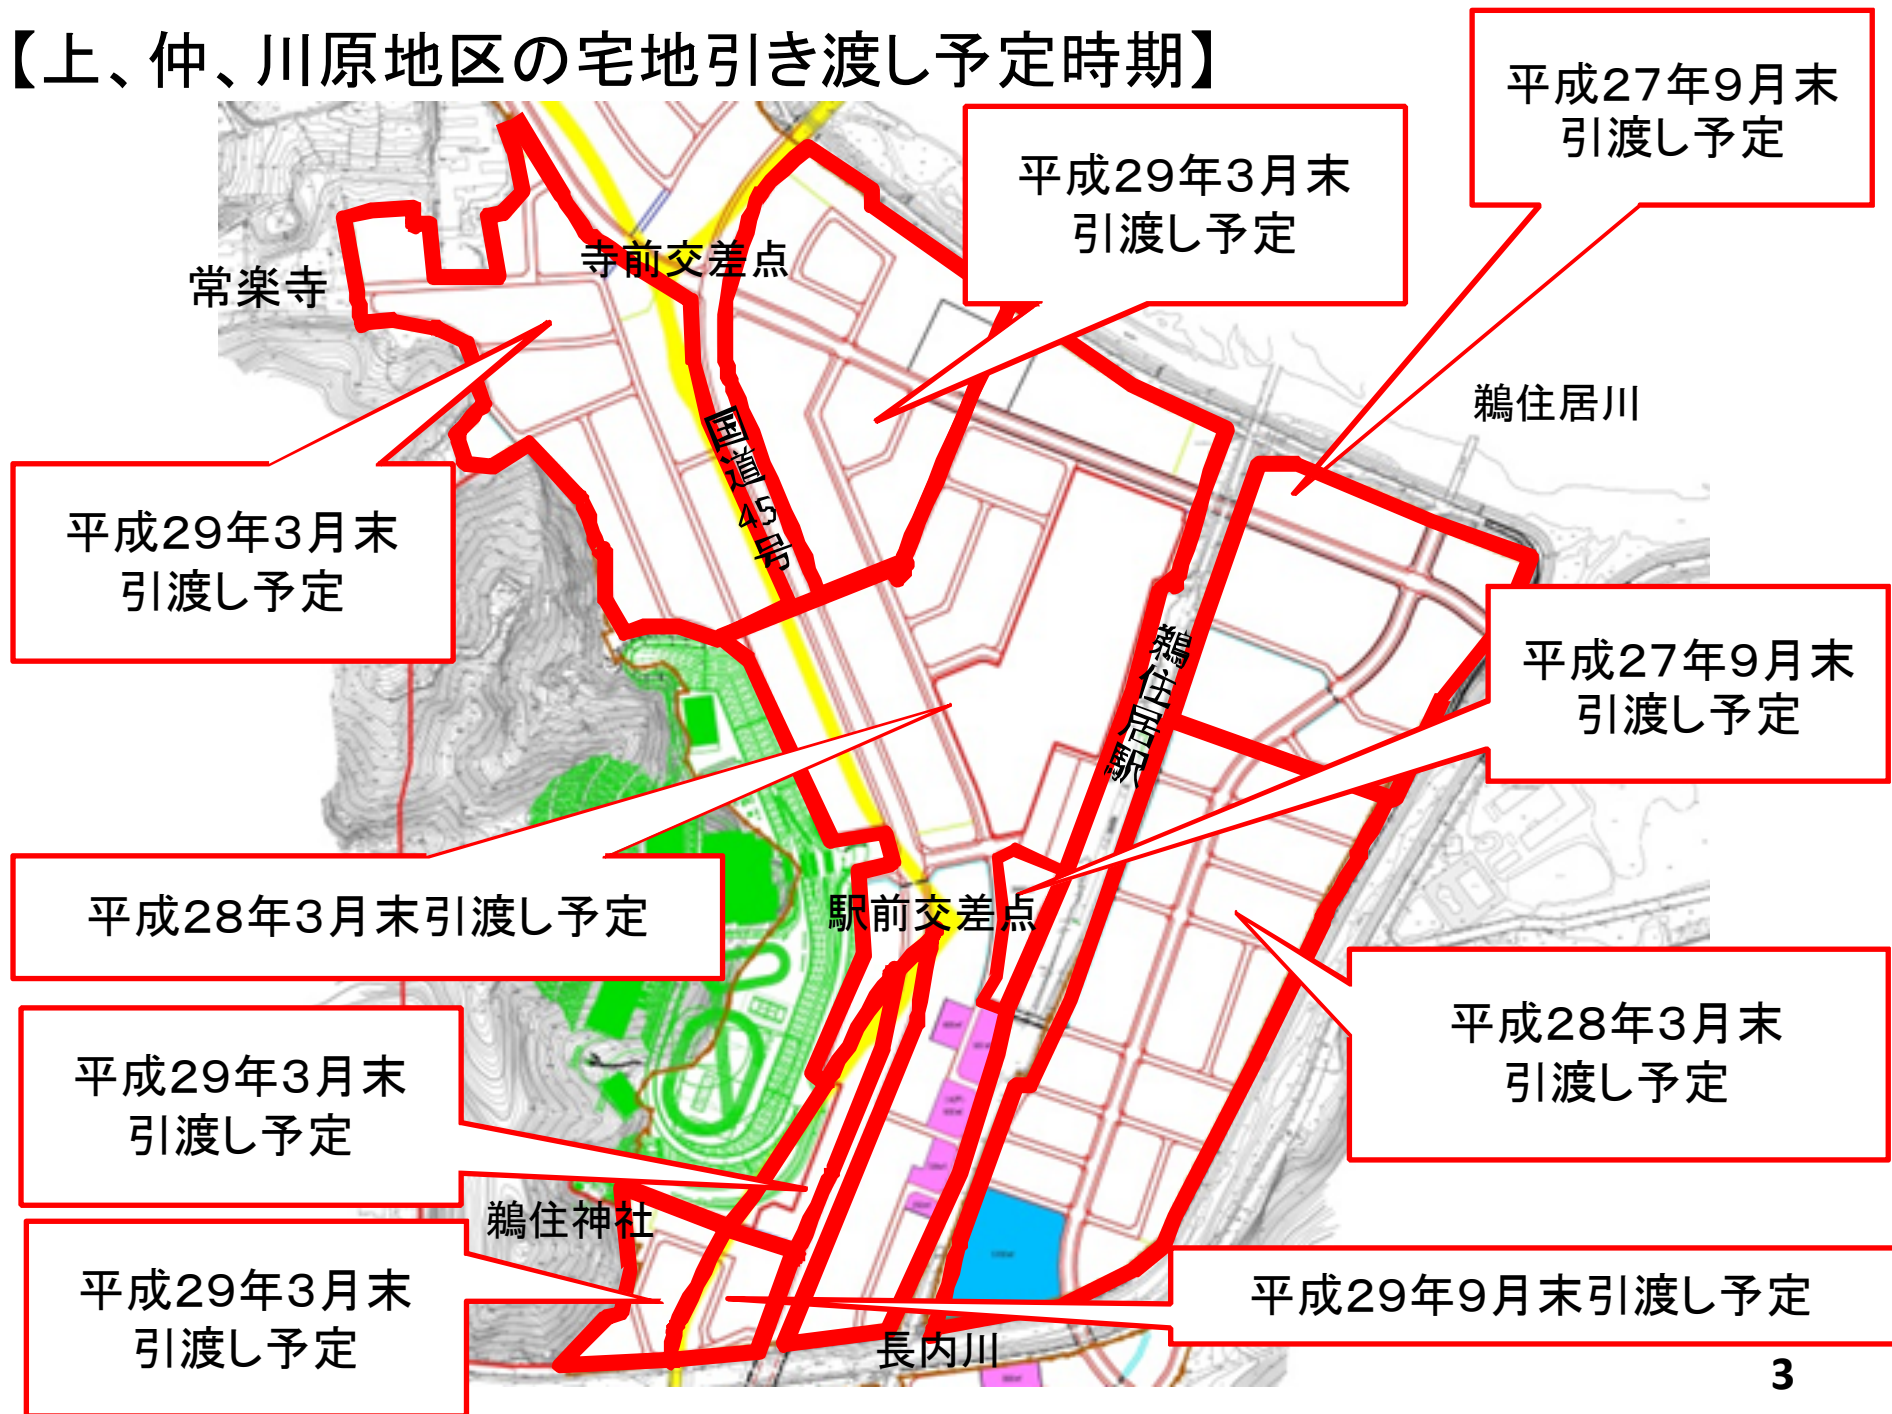 【上、仲、川原地区の宅地引き渡し予定時期】
平成27年9月末
引渡し予定
平成29年3月末
引渡し予定
寺前交差点
常楽寺
鵜住居川
国道45号
平成29年3月末
引渡し予定
鵜住居駅
平成27年9月末
引渡し予定
平成28年3月末引渡し予定
駅前交差点
平成28年3月末
引渡し予定
平成29年3月末
引渡し予定
鵜住神社
平成29年3月末
引渡し予定
平成29年9月末引渡し予定
長内川
3